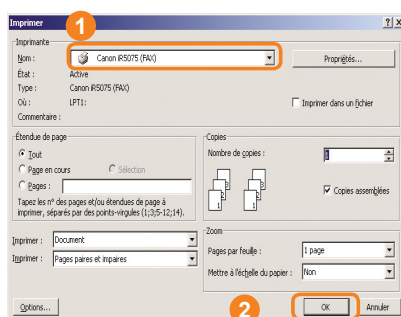 Imprimer
1
Imprimante
Nom : Canon iR5075 (FAX) Propriétés...
État : Active
Type : Canon iR5075 (FAX)
Où : LPT1: Imprimer dans un fichier
Commentaire :
Étendue de page
Tout
Page en cours Sélection
Pages :
Tapez les n° des pages et/ou étendues de page à
imprimer, séparés par des points-virgules (1;3;5-12;14).
Copies
Nombre de copies : 1
Copies assemblées
Imprimer : Document
Imprimer : Pages paires et impaires
Zoom
Pages par feuille : 1 page
Mettre à l'échelle du papier : Non
Options...
2
OK Annuler